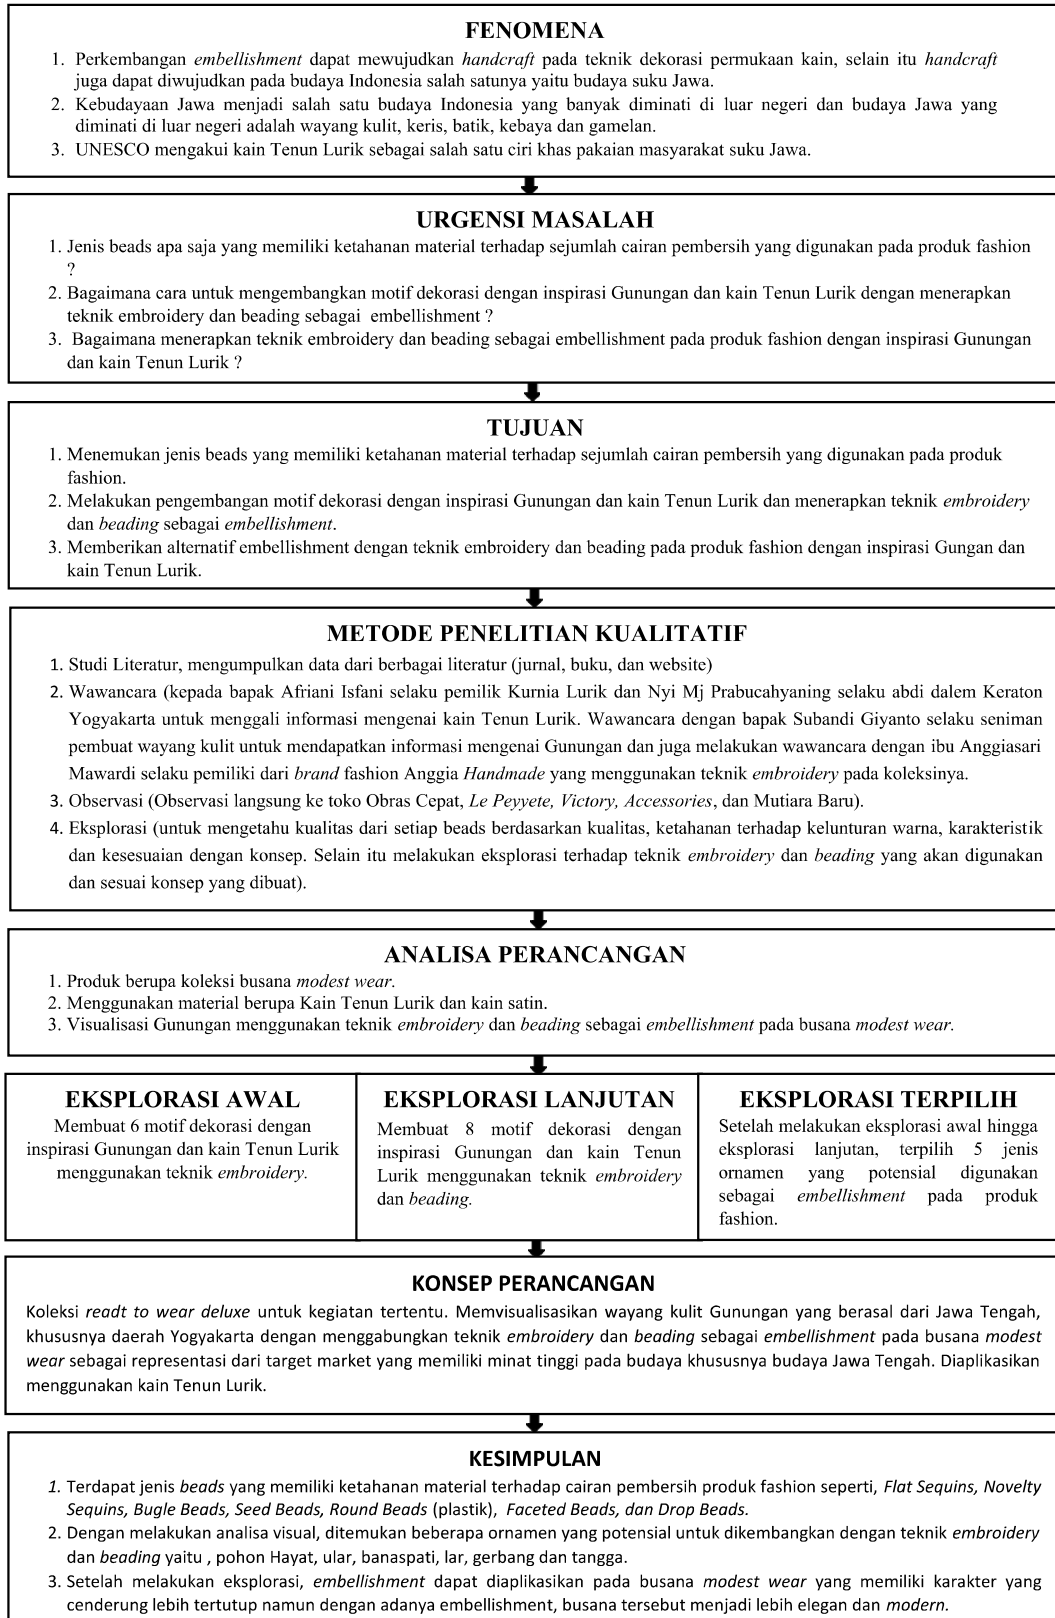 FENOMENA
1. Perkembangan embellishment dapat mewujudkan handcraft pada teknik dekorasi permukaan kain, selain itu handcraft
juga dapat diwujudkan pada budaya Indonesia salah satunya yaitu budaya suku Jawa.
2. Kebudayaan Jawa menjadi salah satu budaya Indonesia yang banyak diminati di luar negeri dan budaya Jawa yang
diminati di luar negeri adalah wayang kulit, keris, batik, kebaya dan gamelan.
3. UNESCO mengakui kain Tenun Lurik sebagai salah satu ciri khas pakaian masyarakat suku Jawa.
URGENSI MASALAH
1. Jenis beads apa saja yang memiliki ketahanan material terhadap sejumlah cairan pembersih yang digunakan pada produk fashion
?
2. Bagaimana cara untuk mengembangkan motif dekorasi dengan inspirasi Gunungan dan kain Tenun Lurik dengan menerapkan
teknik embroidery dan beading sebagai embellishment ?
3. Bagaimana menerapkan teknik embroidery dan beading sebagai embellishment pada produk fashion dengan inspirasi Gunungan
dan kain Tenun Lurik ?
TUJUAN
1. Menemukan jenis beads yang memiliki ketahanan material terhadap sejumlah cairan pembersih yang digunakan pada produk
fashion.
2. Melakukan pengembangan motif dekorasi dengan inspirasi Gunungan dan kain Tenun Lurik dan menerapkan teknik embroidery
dan beading sebagai embellishment.
3. Memberikan alternatif embellishment dengan teknik embroidery dan beading pada produk fashion dengan inspirasi Gungan dan
kain Tenun Lurik.
METODE PENELITIAN KUALITATIF
1. Studi Literatur, mengumpulkan data dari berbagai literatur (jurnal, buku, dan website)
2. Wawancara (kepada bapak Afriani Isfani selaku pemilik Kurnia Lurik dan Nyi Mj Prabucahyaning selaku abdi dalem Keraton
Yogyakarta untuk menggali informasi mengenai kain Tenun Lurik. Wawancara dengan bapak Subandi Giyanto selaku seniman
pembuat wayang kulit untuk mendapatkan informasi mengenai Gunungan dan juga melakukan wawancara dengan ibu Anggiasari
Mawardi selaku pemiliki dari brand fashion Anggia Handmade yang menggunakan teknik embroidery pada koleksinya.
3. Observasi (Observasi langsung ke toko Obras Cepat, Le Peyyete, Victory, Accessories, dan Mutiara Baru).
4. Eksplorasi (untuk mengetahu kualitas dari setiap beads berdasarkan kualitas, ketahanan terhadap kelunturan warna, karakteristik
dan kesesuaian dengan konsep. Selain itu melakukan eksplorasi terhadap teknik embroidery dan beading yang akan digunakan
dan sesuai konsep yang dibuat).
ANALISA PERANCANGAN
1. Produk berupa koleksi busana modest wear.
2. Menggunakan material berupa Kain Tenun Lurik dan kain satin.
3. Visualisasi Gunungan menggunakan teknik embroidery dan beading sebagai embellishment pada busana modest wear.
EKSPLORASI AWAL
Membuat 6 motif dekorasi dengan
inspirasi Gunungan dan kain Tenun Lurik
menggunakan teknik embroidery.
EKSPLORASI LANJUTAN
Membuat 8 motif dekorasi dengan
inspirasi Gunungan dan kain Tenun
Lurik menggunakan teknik embroidery
dan beading.
EKSPLORASI TERPILIH
Setelah melakukan eksplorasi awal hingga
eksplorasi lanjutan, terpilih 5 jenis
ornamen yang potensial digunakan
sebagai embellishment pada produk
fashion.
KONSEP PERANCANGAN
Koleksi readt to wear deluxe untuk kegiatan tertentu. Memvisualisasikan wayang kulit Gunungan yang berasal dari Jawa Tengah,
khususnya daerah Yogyakarta dengan menggabungkan teknik embroidery dan beading sebagai embellishment pada busana modest
wear sebagai representasi dari target market yang memiliki minat tinggi pada budaya khususnya budaya Jawa Tengah. Diaplikasikan
menggunakan kain Tenun Lurik.
KESIMPULAN
1. Terdapat jenis beads yang memiliki ketahanan material terhadap cairan pembersih produk fashion seperti, Flat Sequins, Novelty
Sequins, Bugle Beads, Seed Beads, Round Beads (plastik), Faceted Beads, dan Drop Beads.
2. Dengan melakukan analisa visual, ditemukan beberapa ornamen yang potensial untuk dikembangkan dengan teknik embroidery
dan beading yaitu , pohon Hayat, ular, banaspati, lar, gerbang dan tangga.
3. Setelah melakukan eksplorasi, embellishment dapat diaplikasikan pada busana modest wear yang memiliki karakter yang
cenderung lebih tertutup namun dengan adanya embellishment, busana tersebut menjadi lebih elegan dan modern.